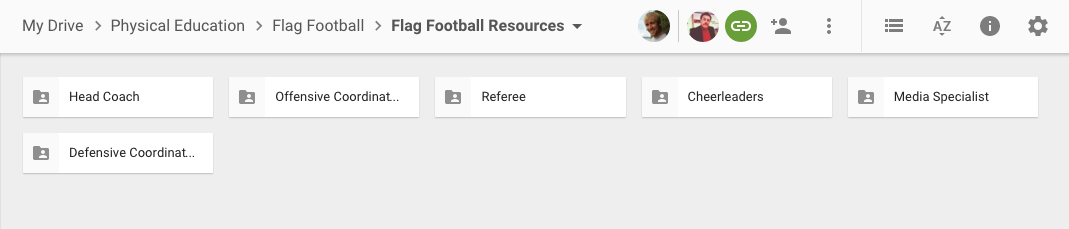 My Drive > Physical Education > Flag Football > Flag Football Resources
AZ
Head Coach
Offensive Coordinat...
Referee
Cheerleaders
Media Specialist
Defensive Coordinat...